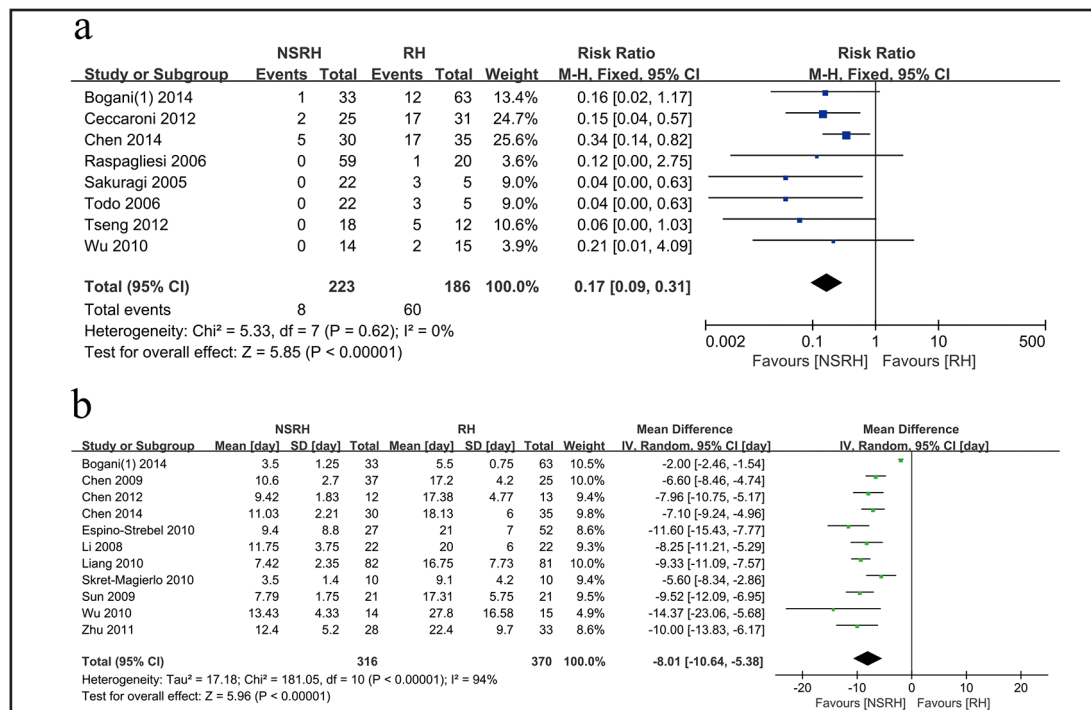 a
NSRH RH Risk Ratio Risk Ratio
Study or Subgroup Events Total Events Total Weight M-H, Fixed, 95% CI M-H, Fixed, 95% CI
Bogani(1) 2014 1 33 12 63 13.4% 0.16 [0.02, 1.17]
Ceccaroni 2012 2 25 17 31 24.7% 0.15 [0.04, 0.57]
Chen 2014 5 30 17 35 25.6% 0.34 [0.14, 0.82]
Raspagliesi 2006 0 59 1 20 3.6% 0.12 [0.00, 2.75]
Sakuragi 2005 0 22 3 5 9.0% 0.04 [0.00, 0.63]
Todo 2006 0 22 3 5 9.0% 0.04 [0.00, 0.63]
Tseng 2012 0 18 5 12 10.6% 0.06 [0.00, 1.03]
Wu 2010 0 14 2 15 3.9% 0.21 [0.01, 4.09]
Total (95% CI) 223 186 100.0% 0.17 [0.09, 0.31]
Total events 8 60
Heterogeneity: Chi² = 5.33, df = 7 (P = 0.62); I² = 0%
Test for overall effect: Z = 5.85 (P < 0.00001)
0.002 0.1 1 10 500
Favours [NSRH] Favours [RH]
b
NSRH RH Mean Difference Mean Difference
Study or Subgroup Mean [day] SD [day] Total Mean [day] SD [day] Total Weight IV, Random, 95% CI [day] IV, Random, 95% CI [day]
Bogani(1) 2014 3.5 1.25 33 5.5 0.75 63 10.5% -2.00 [-2.46, -1.54]
Chen 2009 10.6 2.7 37 17.2 4.2 25 10.0% -6.60 [-8.46, -4.74]
Chen 2012 9.42 1.83 12 17.38 4.77 13 9.4% -7.96 [-10.75, -5.17]
Chen 2014 11.03 2.21 30 18.13 6 35 9.8% -7.10 [-9.24, -4.96]
Espino-Strebel 2010 9.4 8.8 27 21 7 52 8.6% -11.60 [-15.43, -7.77]
Li 2008 11.75 3.75 22 20 6 22 9.3% -8.25 [-11.21, -5.29]
Liang 2010 7.42 2.35 82 16.75 7.73 81 10.0% -9.33 [-11.09, -7.57]
Skret-Magierlo 2010 3.5 1.4 10 9.1 4.2 10 9.4% -5.60 [-8.34, -2.86]
Sun 2009 7.79 1.75 21 17.31 5.75 21 9.5% -9.52 [-12.09, -6.95]
Wu 2010 13.43 4.33 14 27.8 16.58 15 4.9% -14.37 [-23.06, -5.68]
Zhu 2011 12.4 5.2 28 22.4 9.7 33 8.6% -10.00 [-13.83, -6.17]
Total (95% CI) 316 370 100.0% -8.01 [-10.64, -5.38]
Heterogeneity: Tau² = 17.18; Chi² = 181.05, df = 10 (P < 0.00001); I² = 94%
Test for overall effect: Z = 5.96 (P < 0.00001)
-20 -10 0 10 20
Favours [NSRH] Favours [RH]